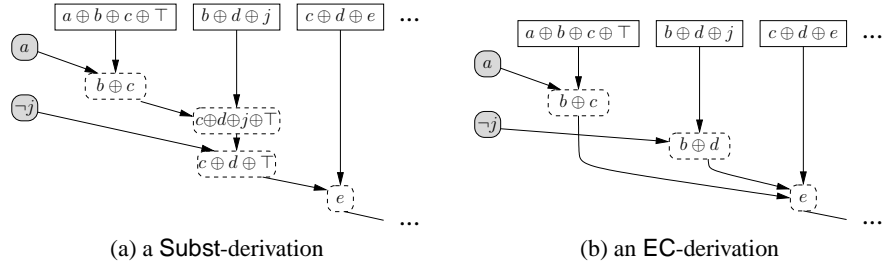 a ⊕ b ⊕ c ⊕ ⊤ b ⊕ d ⊕ j c ⊕ d ⊕ e ...
a
b ⊕ c
¬j
c⊕d⊕j⊕⊤
c ⊕ d ⊕ ⊤
e
...
(a) a Subst-derivation
a ⊕ b ⊕ c ⊕ ⊤ b ⊕ d ⊕ j c ⊕ d ⊕ e ...
a
b ⊕ c
¬j
b ⊕ d
e
...
(b) an EC-derivation